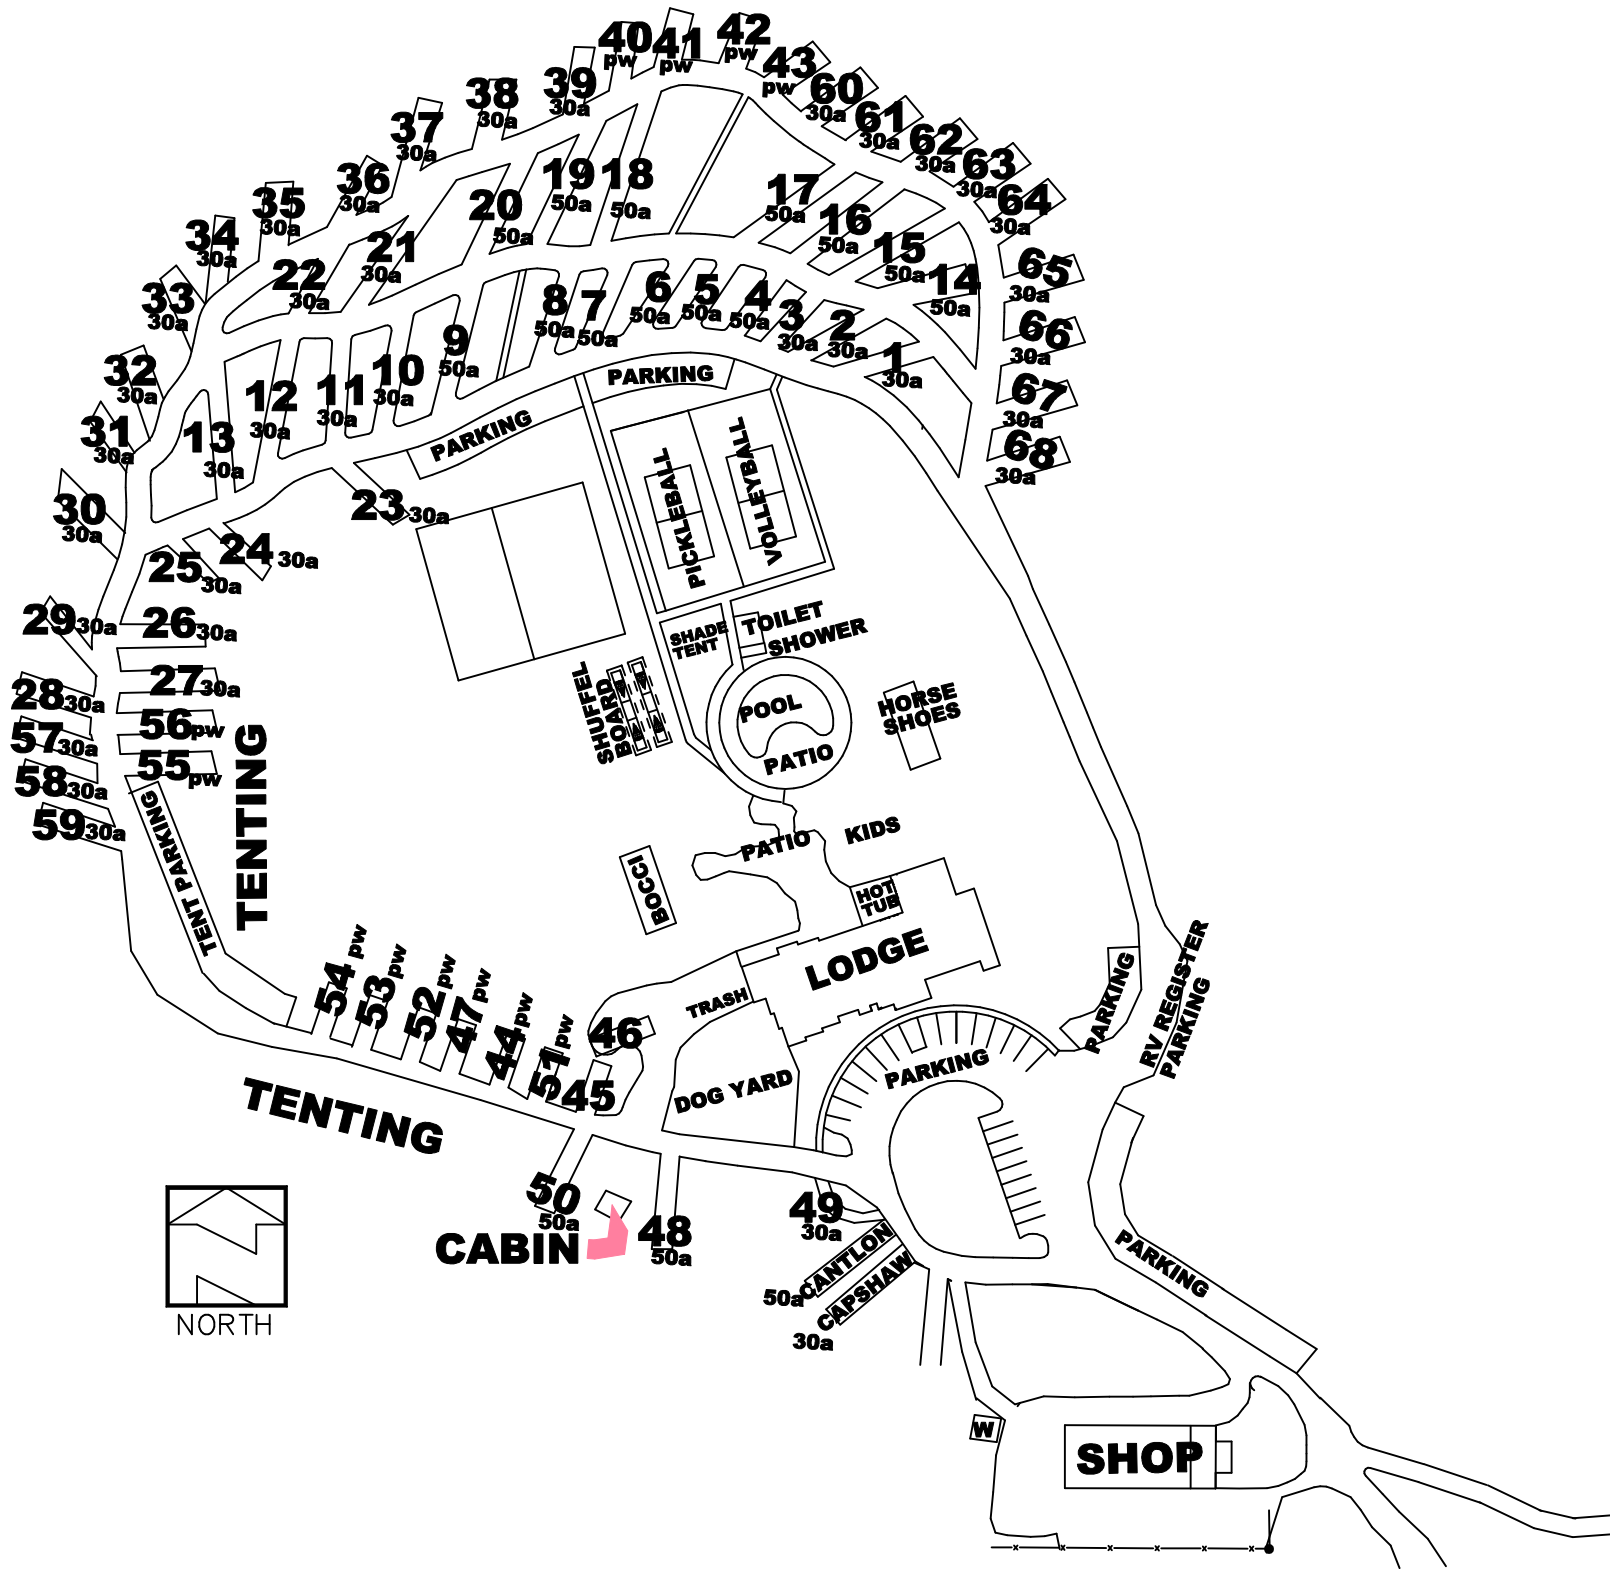 40
pw
41
pw
42
pw
43
pw
60
30a
61
30a
62
30a
63
30a
64
30a
39
30a
38
30a
37
30a
36
30a
35
30a
34
30a
33
30a
32
30a
31
30a
30
30a
19
50a
18
50a
20
50a
21
30a
22
30a
17
50a
16
50a
15
50a
14
50a
65
30a
66
30a
67
30a
68
30a
8
50a
7
50a
6
50a
5
50a
4
50a
3
30a
2
30a
1
30a
9
50a
10
30a
11
30a
12
30a
13
30a
PARKING
PARKING
23 30a
24 30a
25 30a
26 30a
27 30a
56 pw
55 pw
29 30a
28 30a
57 30a
58 30a
59 30a
PICKLEBALL
VOLLEYBALL
SHADE
TENT
TOILET
SHOWER
SHUFFEL
BOARD
POOL
PATIO
HORSE
SHOES
TENTING
TENT PARKING
PATIO
KIDS
BOCCI
HOT
TUB
LODGE
TRASH
DOG YARD
PARKING
PARKING
RV REGISTER
PARKING
54 pw
53 pw
52 pw
47 pw
44 pw
51 pw
46
45
TENTING
50
50a
CABIN
48
50a
49
30a
CANTLON
50a
CAPSHAW
30a
PARKING
NORTH
W
SHOP